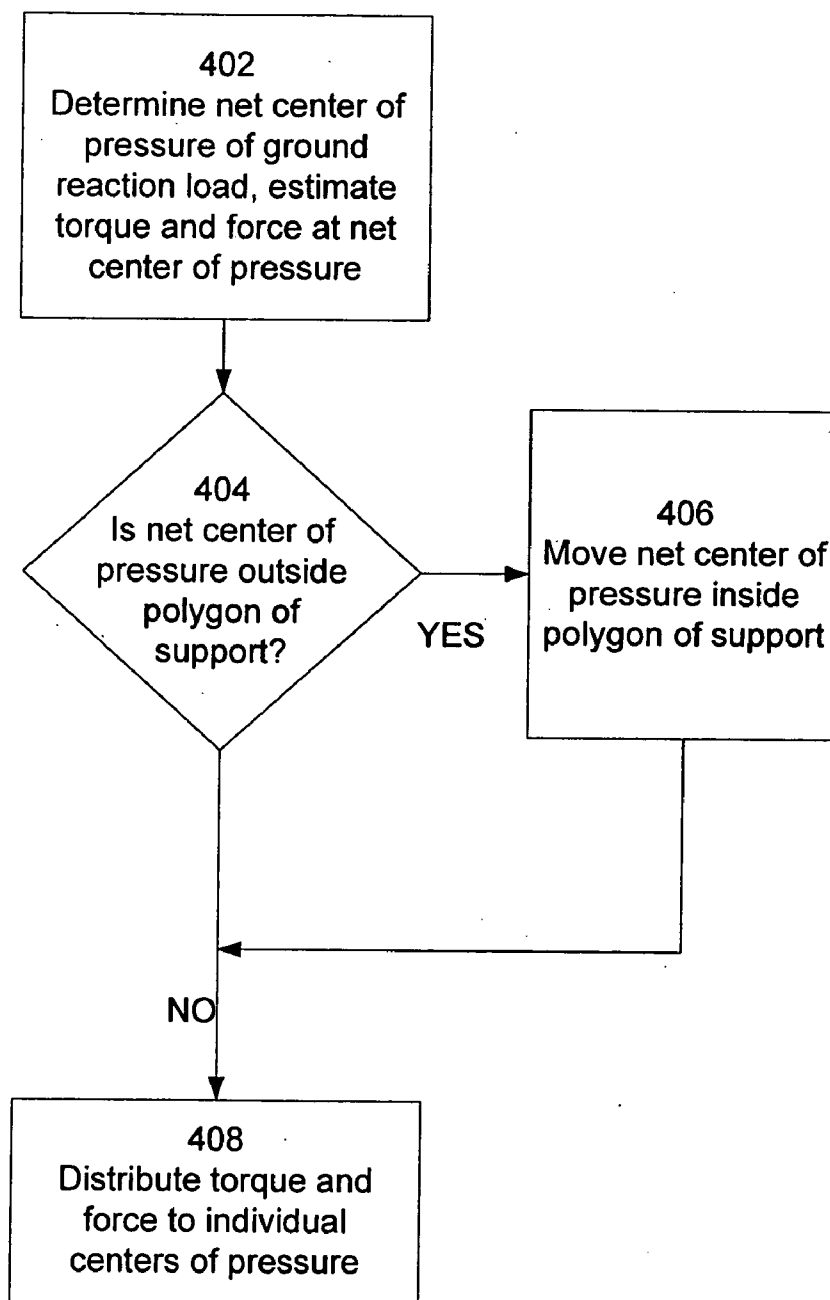 402
Determine net center of
pressure of ground
reaction load, estimate
torque and force at net
center of pressure
404
Is net center of
pressure outside
polygon of
support?
YES
406
Move net center of
pressure inside
polygon of support
NO
408
Distribute torque and
force to individual
centers of pressure